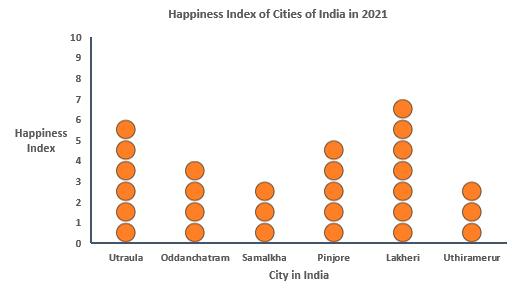 Happiness Index of Cities of India in 2021
10
9
8
7
6
5
4
3
2
1
0
Happiness
Index
Utraula Oddanchatram Samalkha Pinjore Lakheri Uthiramerur
City in India